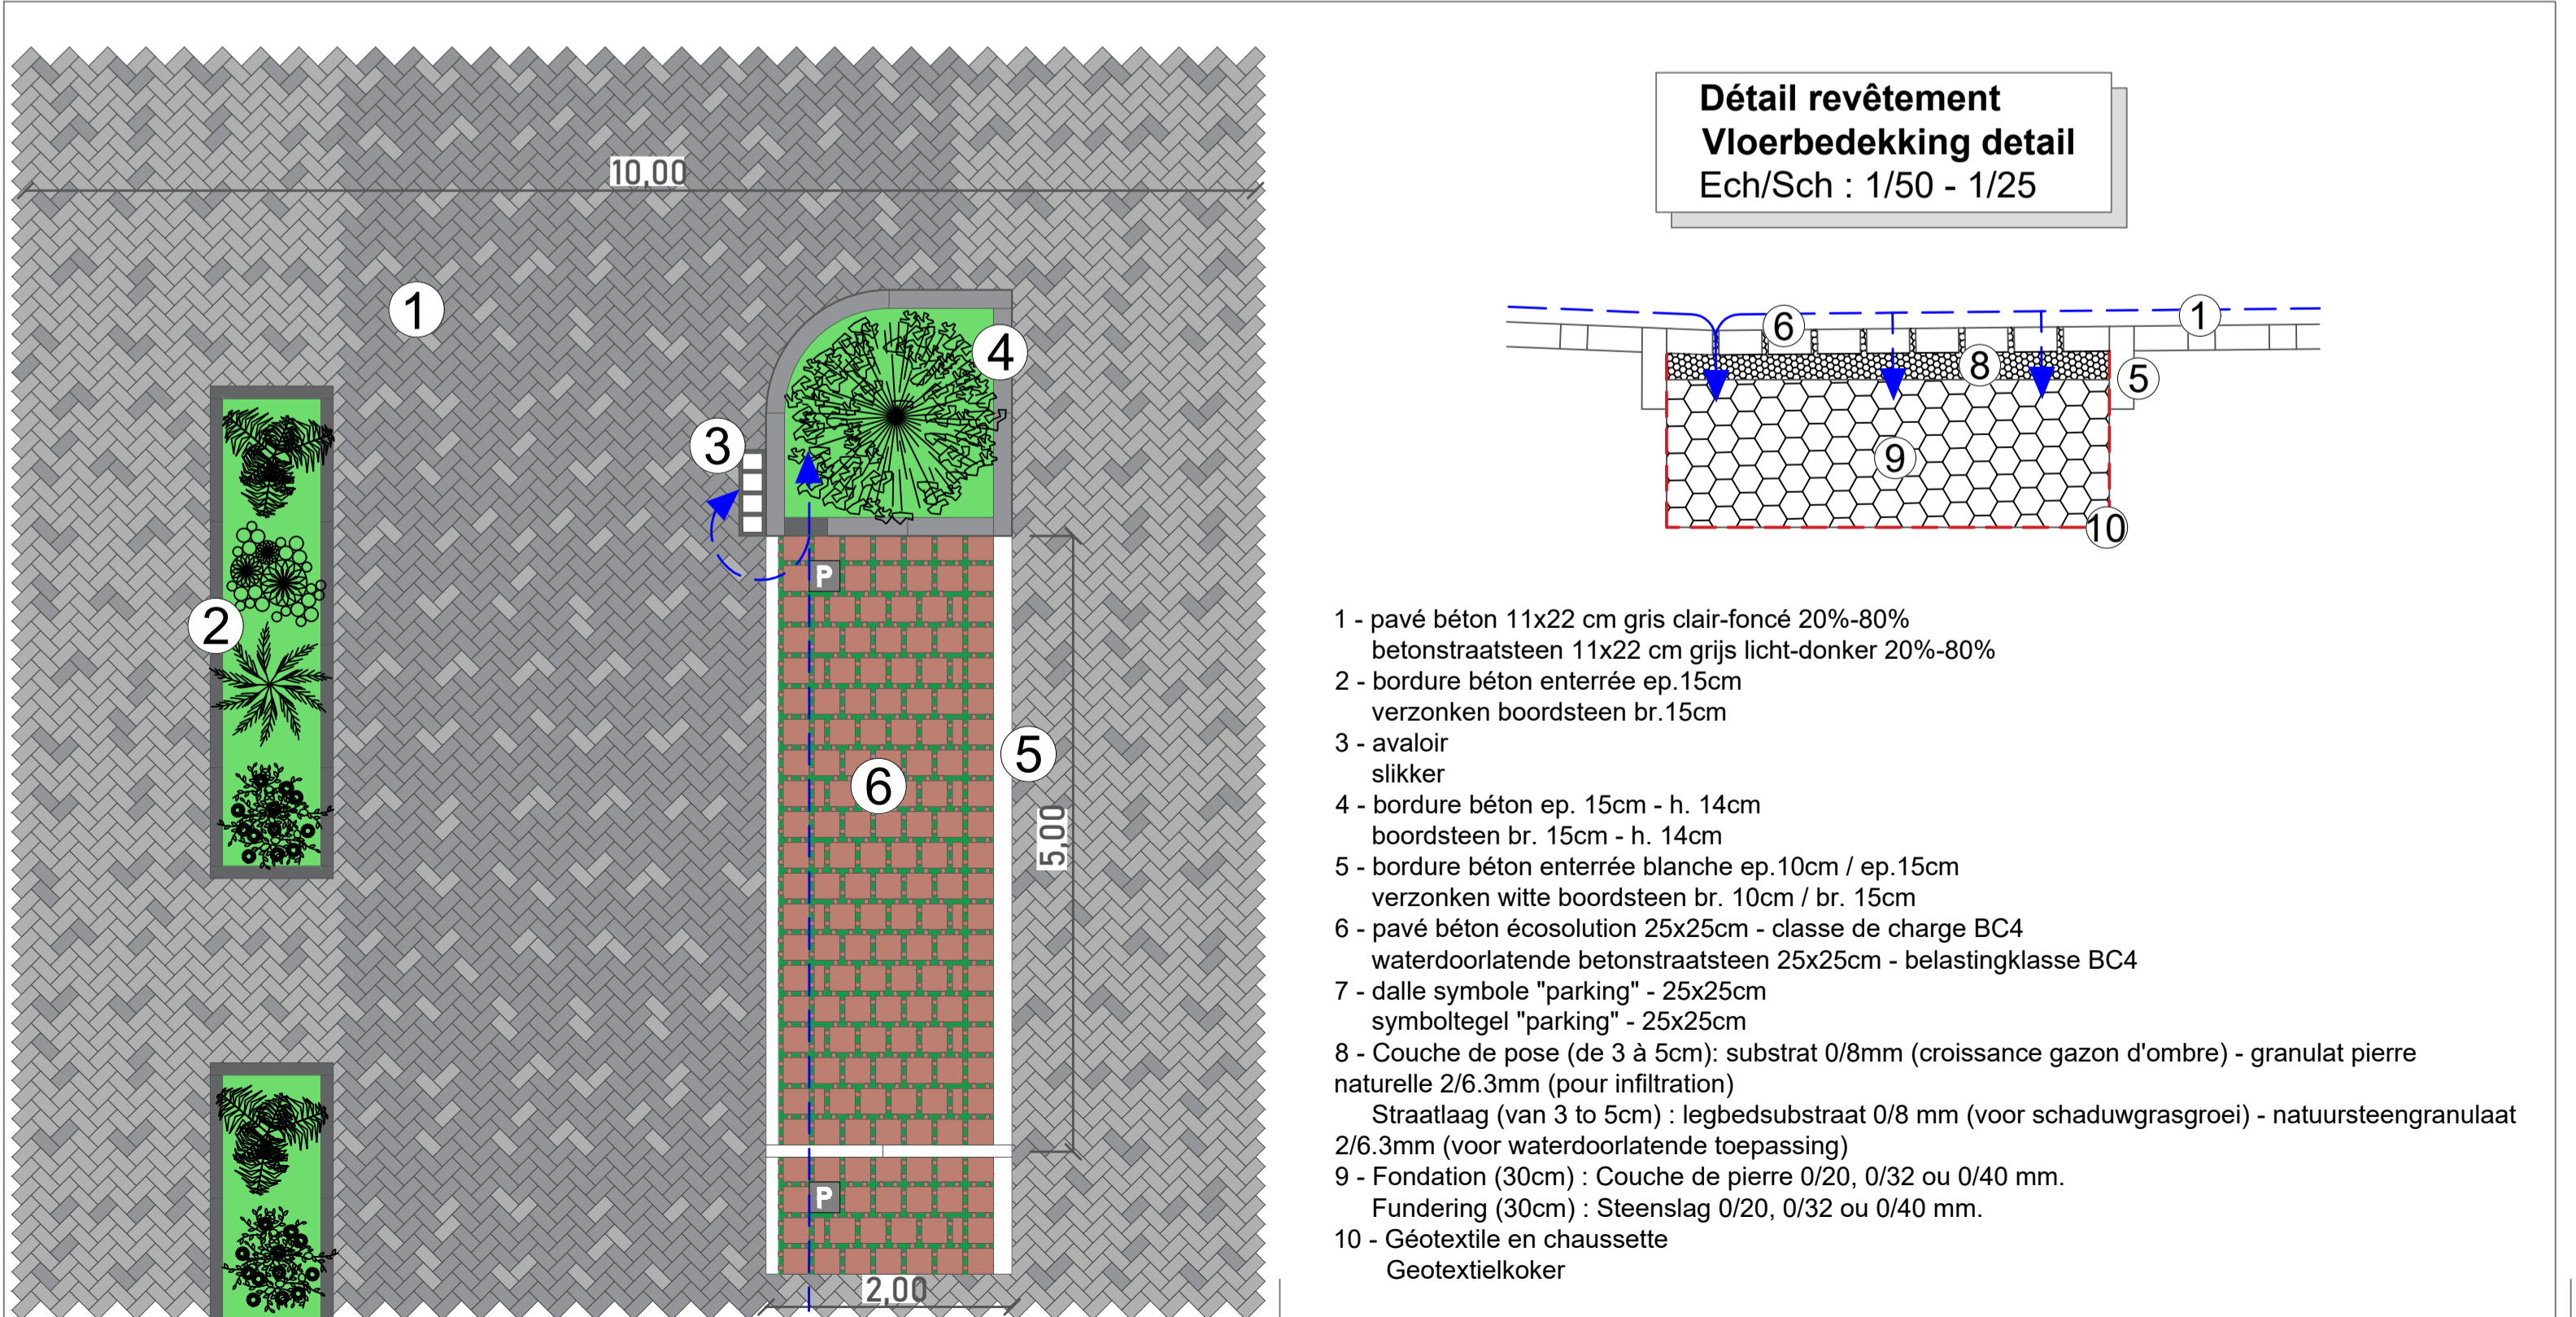 10,00
1
4
3
2
P
5
6
5,00
P
2,00
Détail revêtement
Vloerbedekking detail
Ech/Sch : 1/50 - 1/25
6
1
8
5
9
10
1 - pavé béton 11x22 cm gris clair-foncé 20%-80%
betonstraatsteen 11x22 cm grijs licht-donker 20%-80%
2 - bordure béton enterrée ep.15cm
verzonken boordsteen br.15cm
3 - avaloir
slikker
4 - bordure béton ep. 15cm - h. 14cm
boordsteen br. 15cm - h. 14cm
5 - bordure béton enterrée blanche ep.10cm / ep.15cm
verzonken witte boordsteen br. 10cm / br. 15cm
6 - pavé béton écosolution 25x25cm - classe de charge BC4
waterdoorlatende betonstraatsteen 25x25cm - belastingklasse BC4
7 - dalle symbole "parking" - 25x25cm
symboltegel "parking" - 25x25cm
8 - Couche de pose (de 3 à 5cm): substrat 0/8mm (croissance gazon d'ombre) - granulat pierre
naturelle 2/6.3mm (pour infiltration)
Straatlaag (van 3 to 5cm) : legbedsubstraat 0/8 mm (voor schaduwgrasgroei) - natuursteengranulaat
2/6.3mm (voor waterdoorlatende toepassing)
9 - Fondation (30cm) : Couche de pierre 0/20, 0/32 ou 0/40 mm.
Fundering (30cm) : Steenslag 0/20, 0/32 ou 0/40 mm.
10 - Géotextile en chaussette
Geotextielkoker